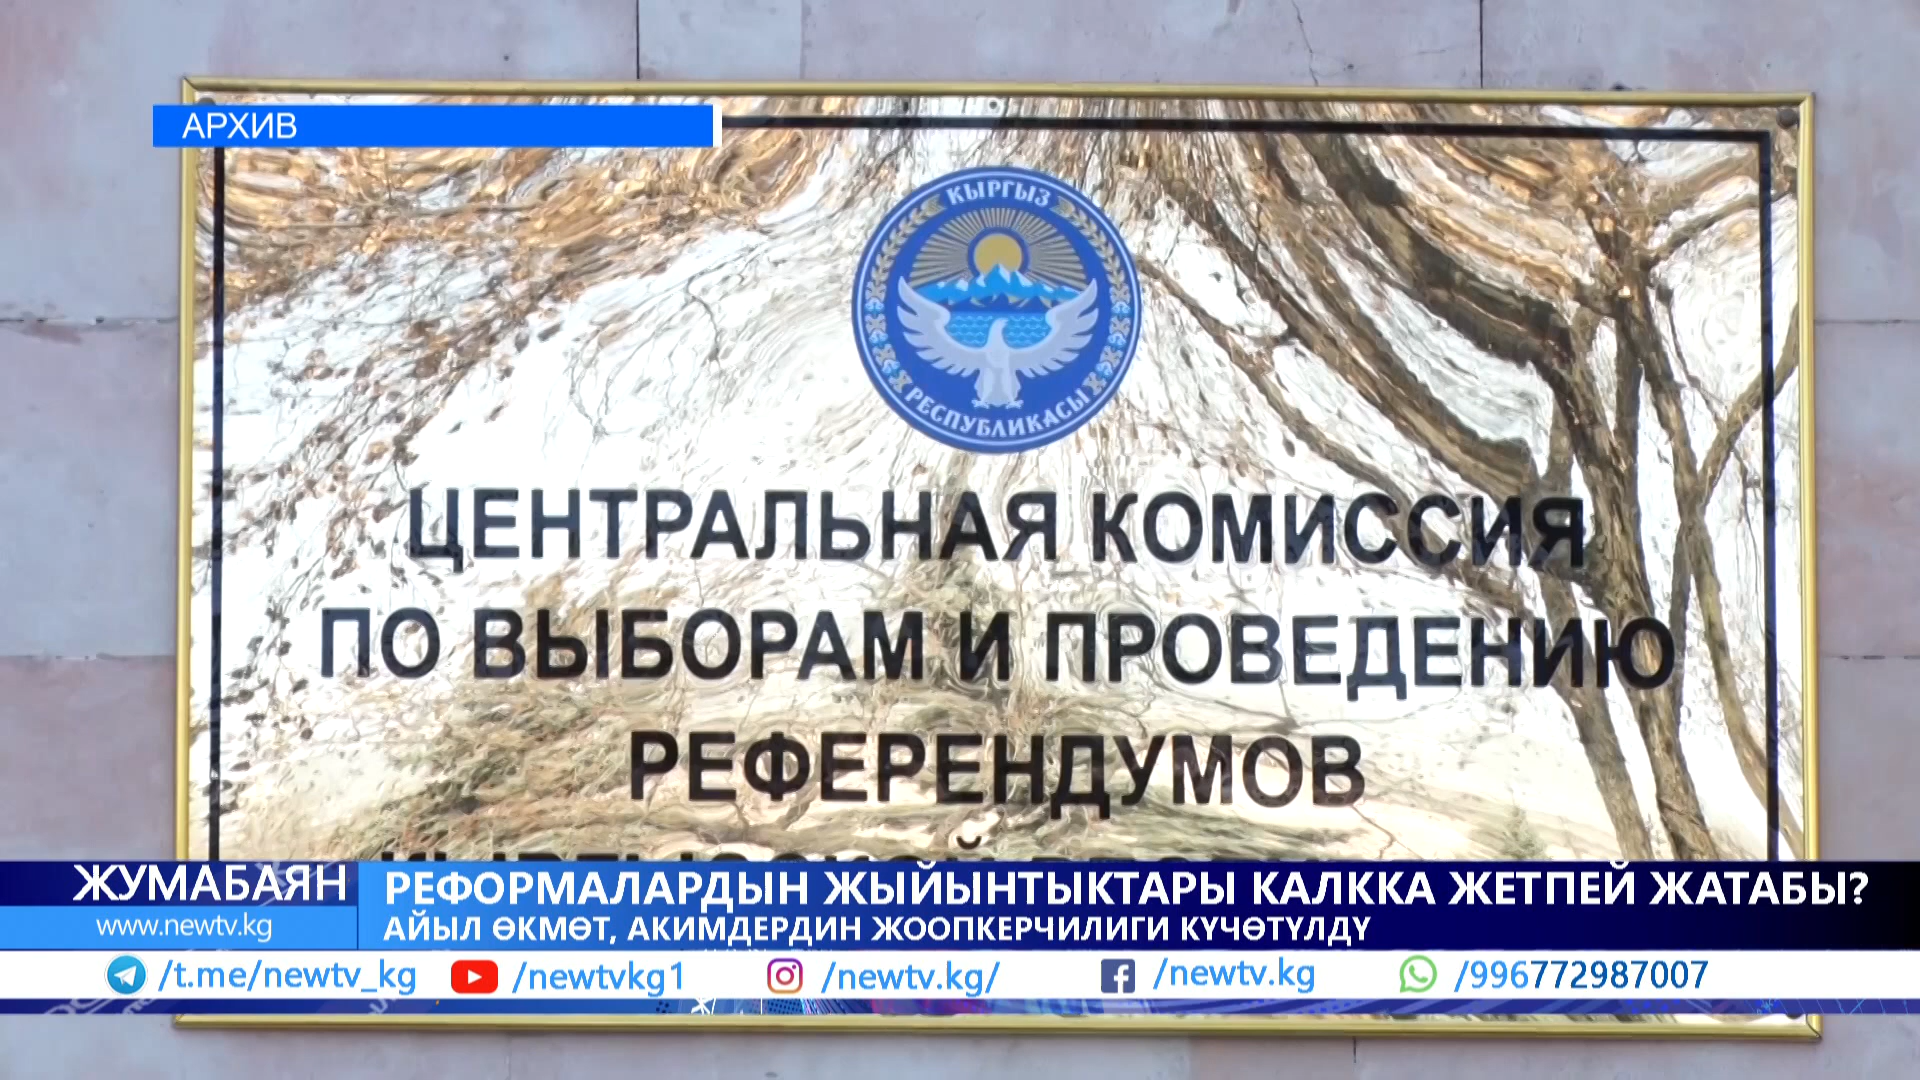 АРХИВ
КЫРГЫЗ
РЕСПУБЛИКАСЫ
ЦЕНТРАЛЬНАЯ КОМИССИЯ
ПО ВЫБОРАМ И ПРОВЕДЕНИЮ
РЕФЕРЕНДУМОВ
ЖУМАБАЯН
www.newtv.kg
РЕФОРМАЛАРДЫН ЖЫЙЫНТЫКТАРЫ КАЛККА ЖЕТПЕЙ ЖАТАБЫ?
АЙЫЛ ӨКМӨТ, АКИМДЕРДИН ЖООПКЕРЧИЛИГИ КҮЧӨТҮЛДҮ
/t.me/newtv_kg /newtvkg1 /newtv.kg/ /newtv.kg /996772987007